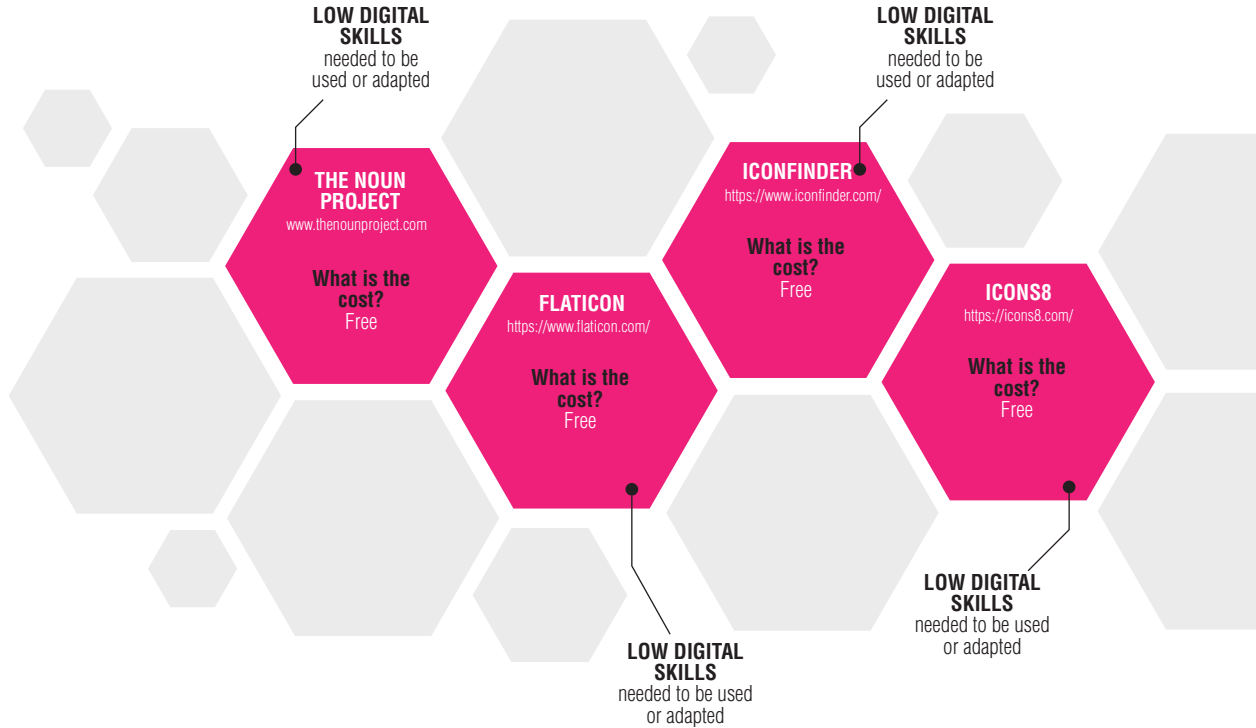 LOW DIGITAL
SKILLS
needed to be
used or adapted
THE NOUN
PROJECT
www.thenounproject.com
What is the
cost?
Free
FLATICON
https://www.flaticon.com/
What is the
cost?
Free
LOW DIGITAL
SKILLS
needed to be used
or adapted
LOW DIGITAL
SKILLS
needed to be
used or adapted
ICONFINDER
https://www.iconfinder.com/
What is the
cost?
Free
ICONS8
https://icons8.com/
What is the
cost?
Free
LOW DIGITAL
SKILLS
needed to be used
or adapted